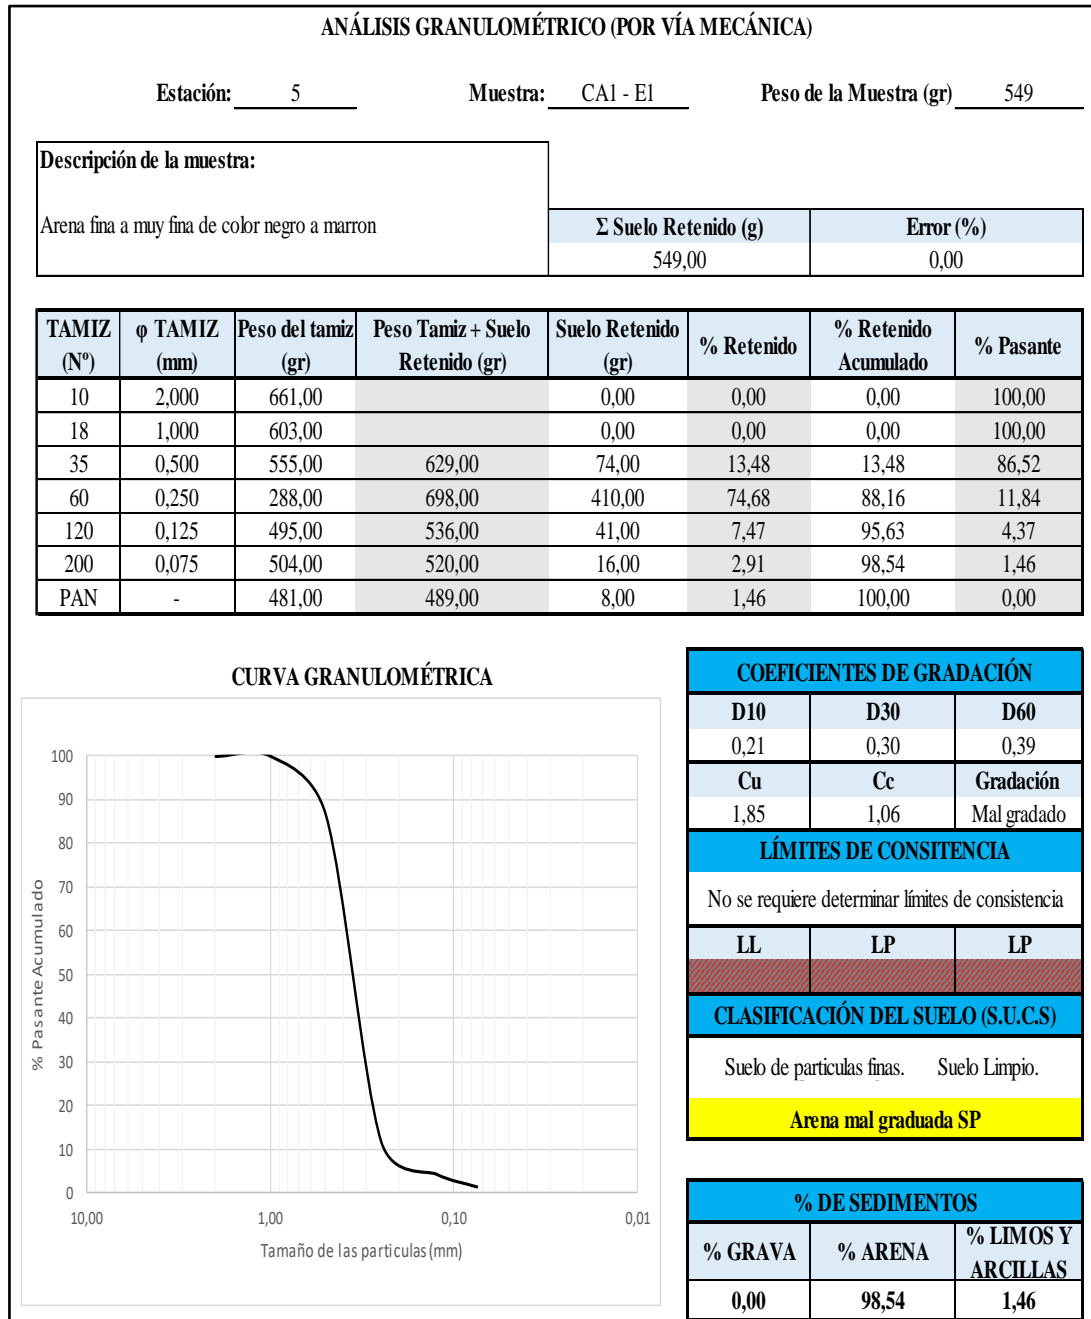 ANÁLISIS GRANULOMÉTRICO (POR VÍA MECÁNICA)
Estación: 5 Muestra: CA1 - E1 Peso de la Muestra (gr) 549
Descripción de la muestra:
Arena fina a muy fina de color negro a marron
Σ Suelo Retenido (g) Error (%)
549,00 0,00
TAMIZ (Nº) φ TAMIZ (mm) Peso del tamiz (gr) Peso Tamiz + Suelo Retenido (gr) Suelo Retenido (gr) % Retenido % Retenido Acumulado % Pasante
10 2,000 661,00 0,00 0,00 0,00 100,00
18 1,000 603,00 0,00 0,00 0,00 100,00
35 0,500 555,00 629,00 74,00 13,48 13,48 86,52
60 0,250 288,00 698,00 410,00 74,68 88,16 11,84
120 0,125 495,00 536,00 41,00 7,47 95,63 4,37
200 0,075 504,00 520,00 16,00 2,91 98,54 1,46
PAN - 481,00 489,00 8,00 1,46 100,00 0,00
CURVA GRANULOMÉTRICA
% Pasante Acumulado
100
90
80
70
60
50
40
30
20
10
0
10,00 1,00 0,10 0,01
Tamaño de las particulas (mm)
COEFICIENTES DE GRADACIÓN
D10 D30 D60
0,21 0,30 0,39
Cu Cc Gradación
1,85 1,06 Mal gradado
LÍMITES DE CONSITENCIA
No se requiere determinar límites de consistencia
LL LP LP
CLASIFICACIÓN DEL SUELO (S.U.C.S)
Suelo de particulas finas. Suelo Limpio.
Arena mal graduada SP
% DE SEDIMENTOS
% GRAVA % ARENA % LIMOS Y ARCILLAS
0,00 98,54 1,46